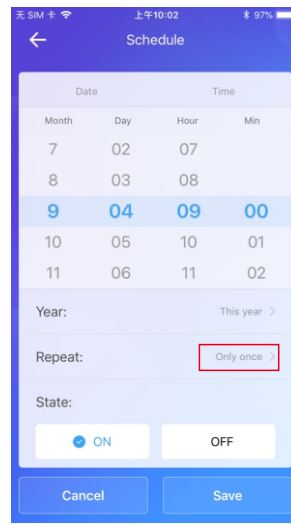 无 SIM 卡 上午10:02 97%
Schedule
Date Time
Month Day Hour Min
7 02 07
8 03 08
9 04 09 00
10 05 10 01
11 06 11 02
Year: This year >
Repeat: Only once >
State:
ON OFF
Cancel Save